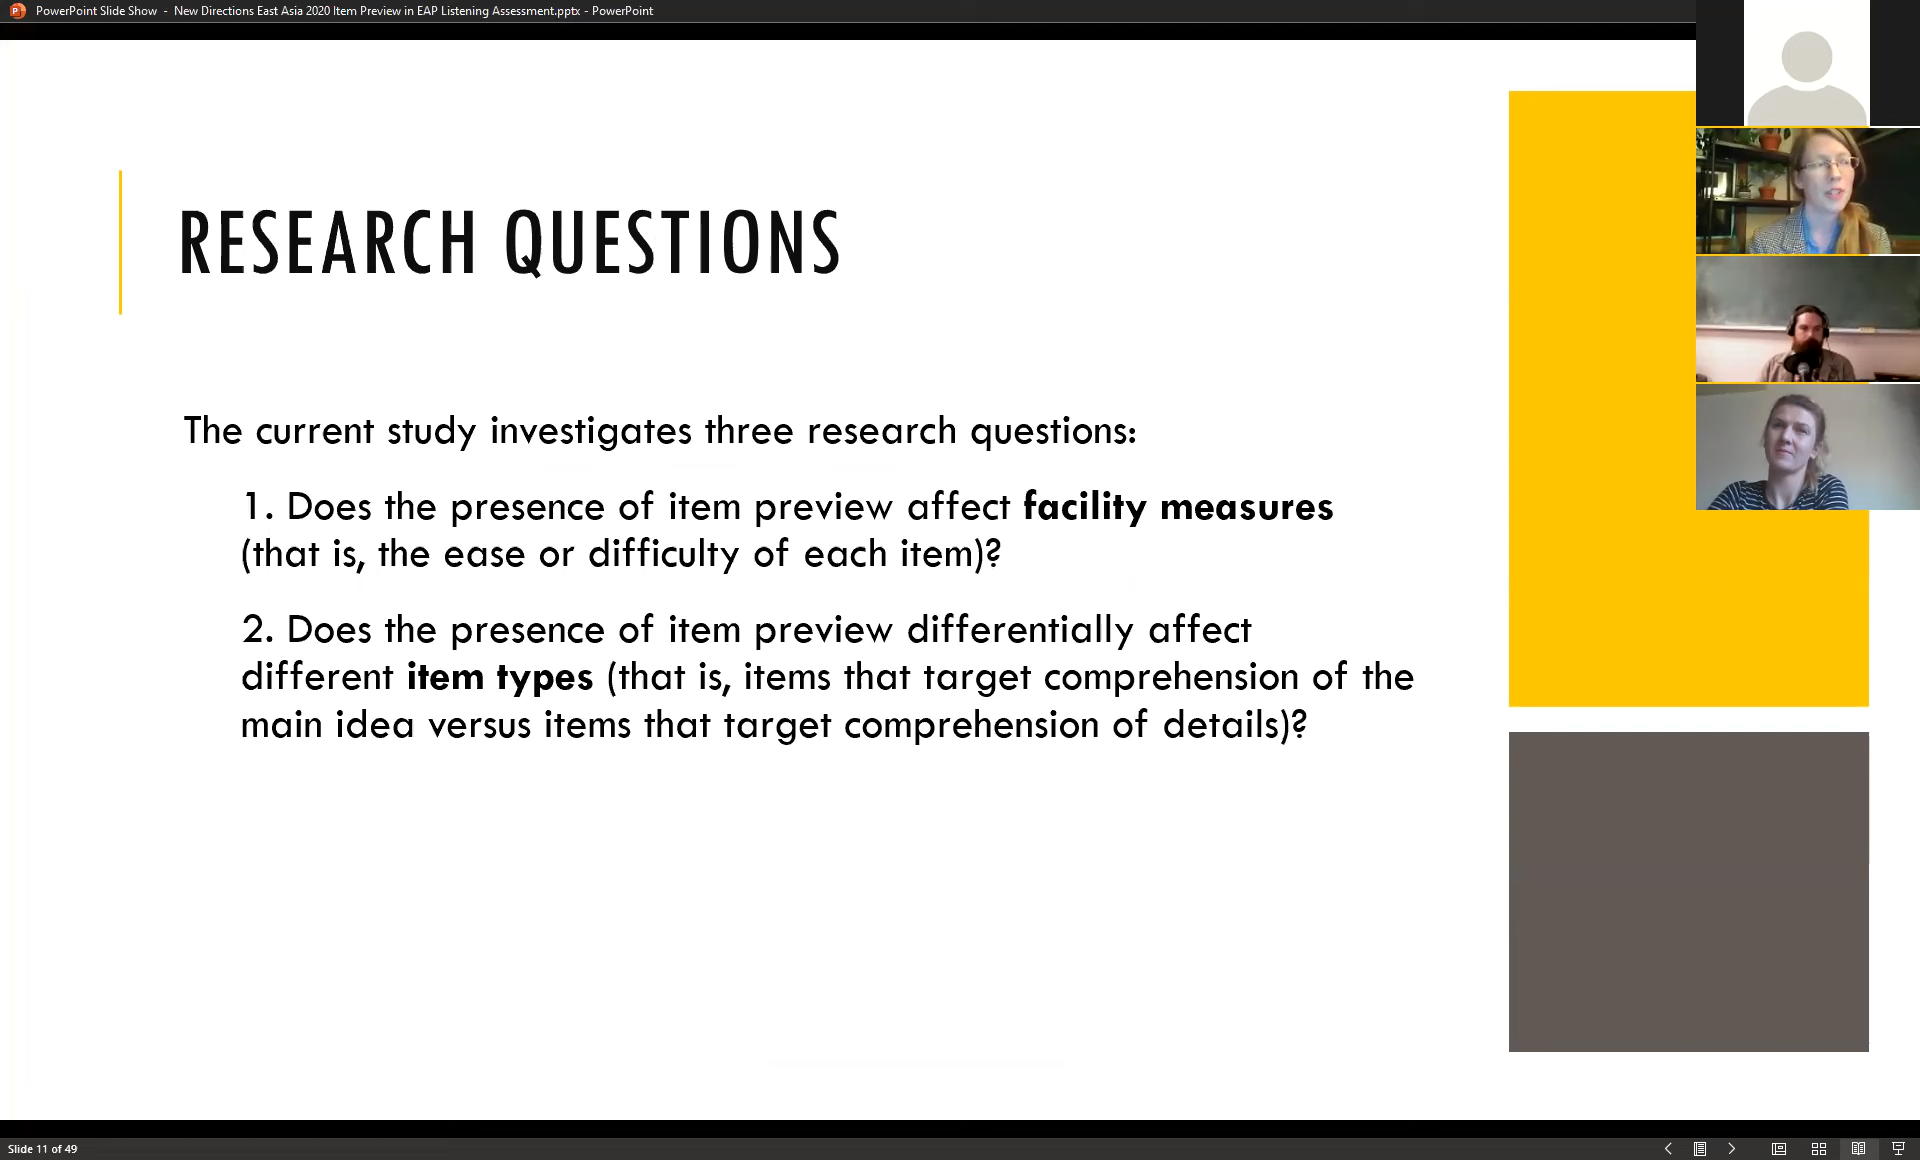 PowerPoint Slide Show - New Directions East Asia 2020 Item Preview in EAP Listening Assessment.pptx - PowerPoint
RESEARCH QUESTIONS
The current study investigates three research questions:
1. Does the presence of item preview affect facility measures
(that is, the ease or difficulty of each item)?
2. Does the presence of item preview differentially affect
different item types (that is, items that target comprehension of the
main idea versus items that target comprehension of details)?
Slide 11 of 49